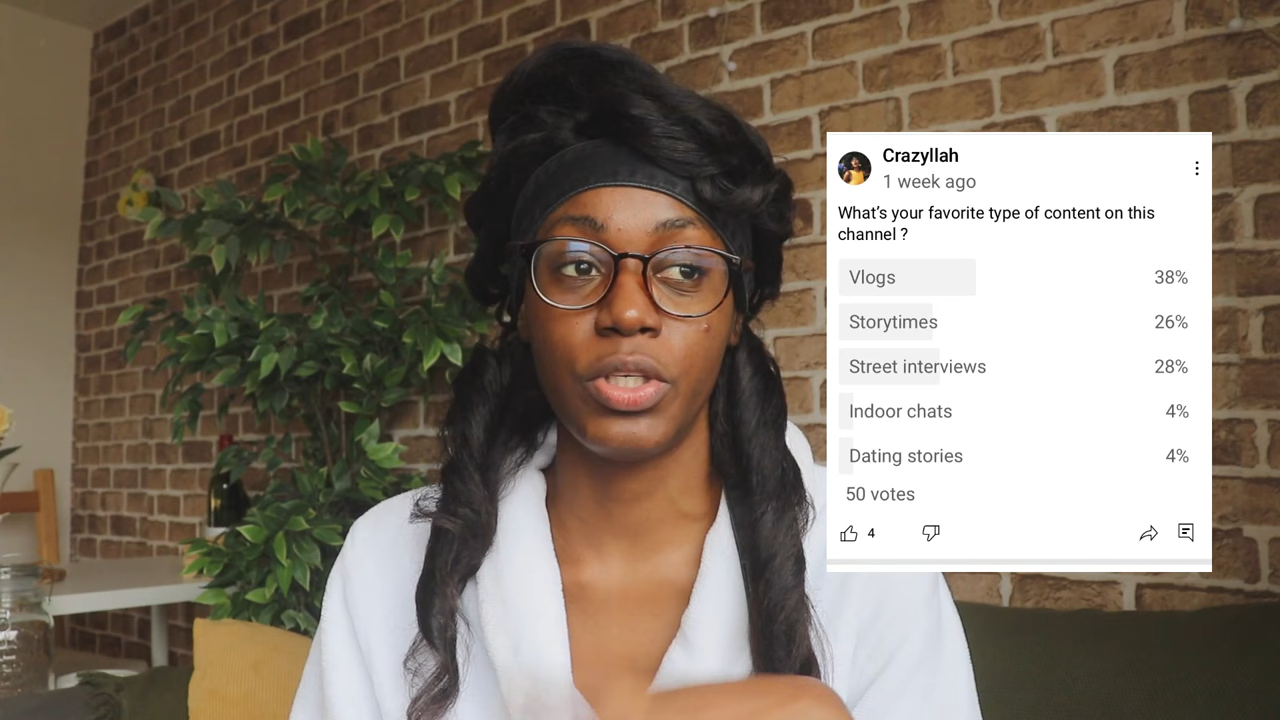 Crazyllah
1 week ago
What's your favorite type of content on this
channel ?
Vlogs 38%
Storytimes 26%
Street interviews 28%
Indoor chats 4%
Dating stories 4%
50 votes
4